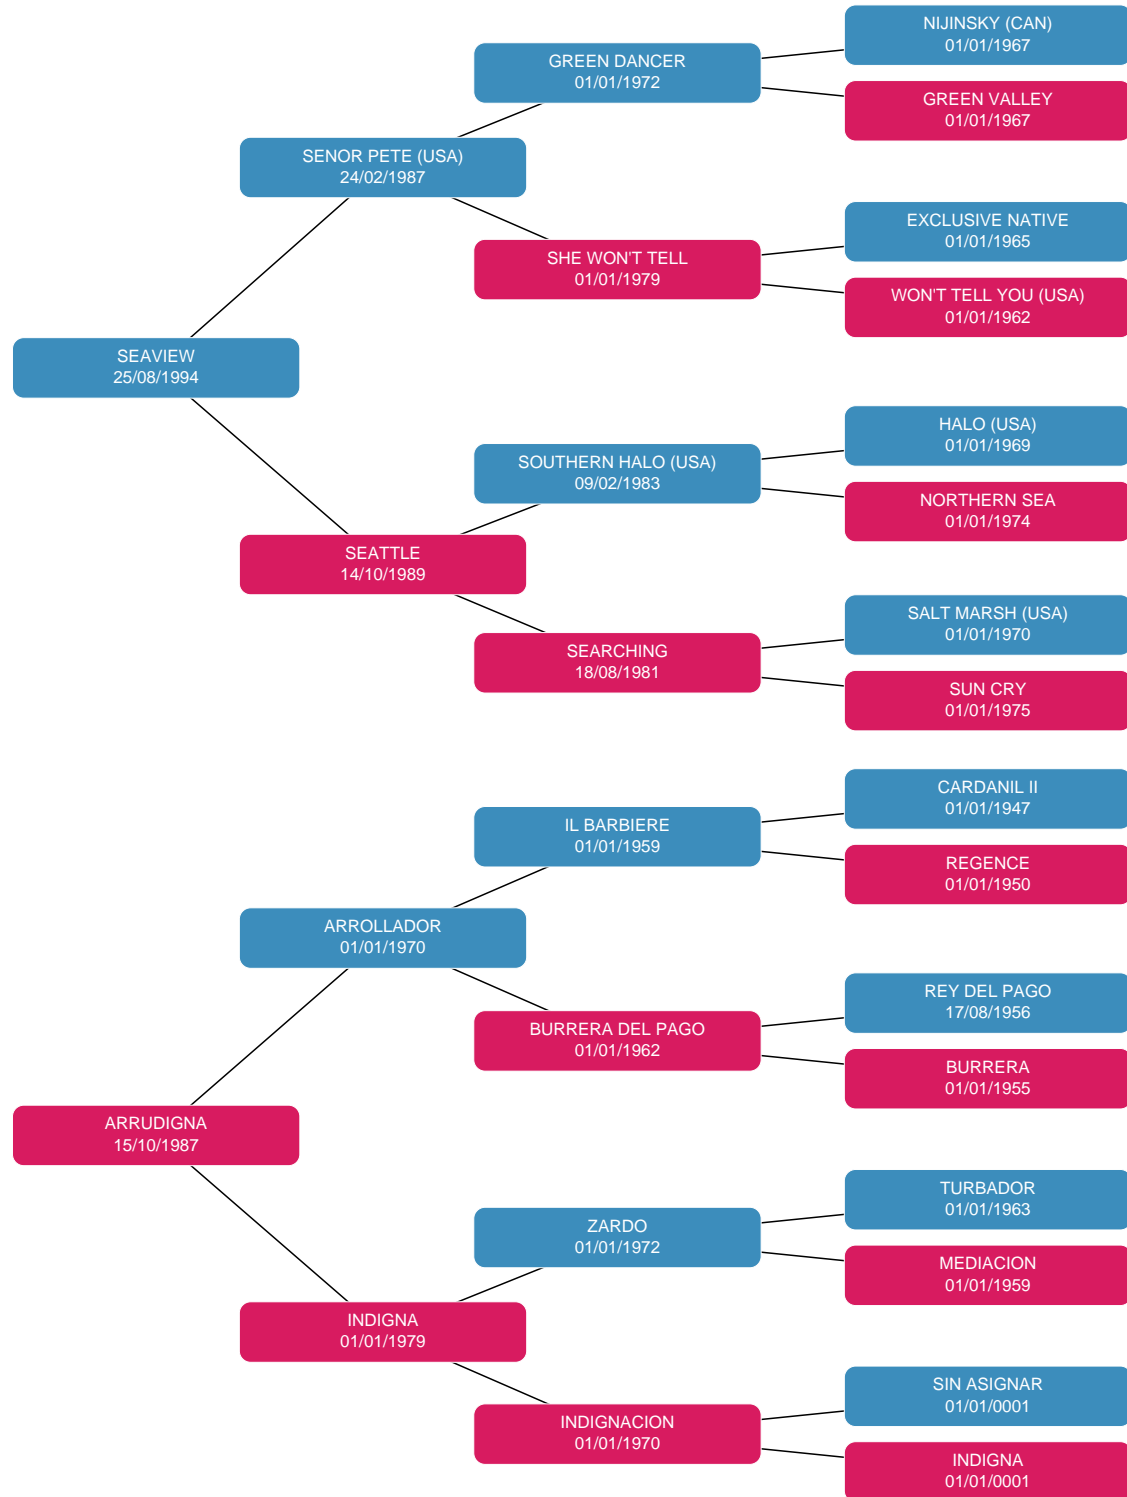 NIJINSKY (CAN)
01/01/1967
GREEN DANCER
01/01/1972
GREEN VALLEY
01/01/1967
SENOR PETE (USA)
24/02/1987
EXCLUSIVE NATIVE
01/01/1965
SHE WON'T TELL
01/01/1979
WON'T TELL YOU (USA)
01/01/1962
SEAVIEW
25/08/1994
HALO (USA)
01/01/1969
SOUTHERN HALO (USA)
09/02/1983
NORTHERN SEA
01/01/1974
SEATTLE
14/10/1989
SALT MARSH (USA)
01/01/1970
SEARCHING
18/08/1981
SUN CRY
01/01/1975
CARDANIL II
01/01/1947
IL BARBIERE
01/01/1959
REGENCE
01/01/1950
ARROLLADOR
01/01/1970
REY DEL PAGO
17/08/1956
BURRERA DEL PAGO
01/01/1962
BURRERA
01/01/1955
ARRUDIGNA
15/10/1987
TURBADOR
01/01/1963
ZARDO
01/01/1972
MEDIACION
01/01/1959
INDIGNA
01/01/1979
SIN ASIGNAR
01/01/0001
INDIGNACION
01/01/1970
INDIGNA
01/01/0001